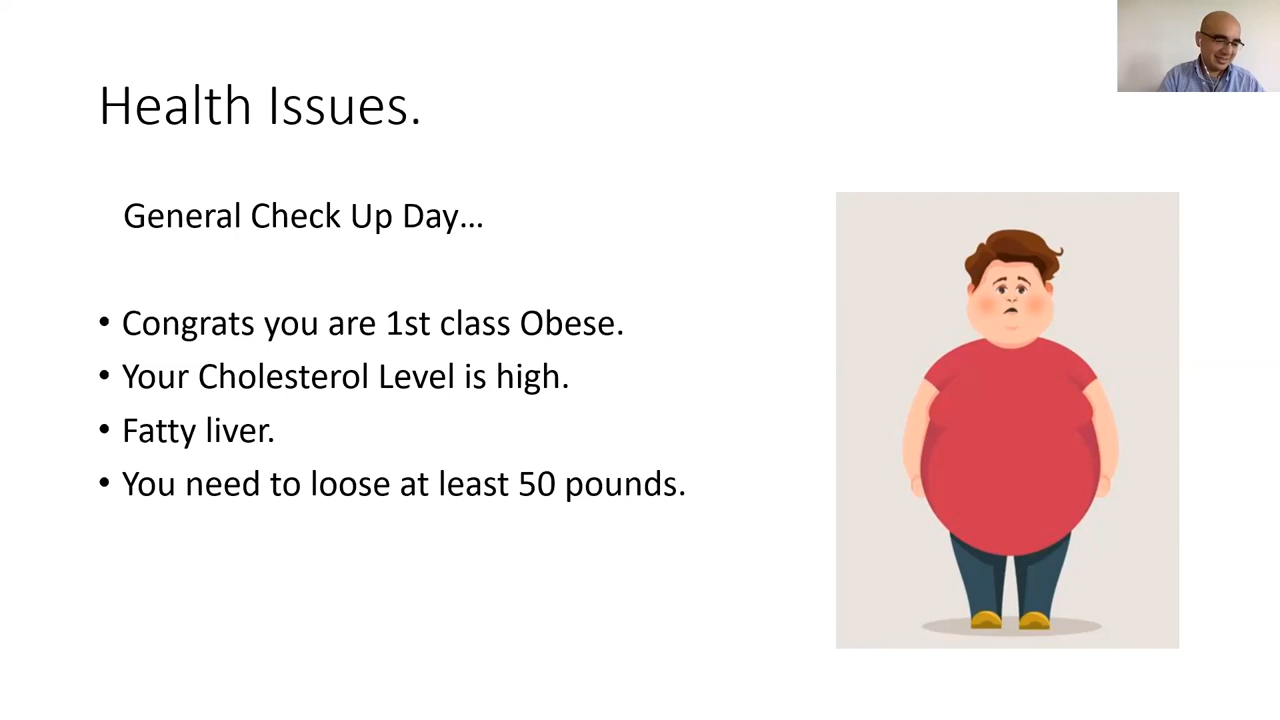 Health Issues.
General Check Up Day...
• Congrats you are 1st class Obese.
• Your Cholesterol Level is high.
• Fatty liver.
• You need to loose at least 50 pounds.